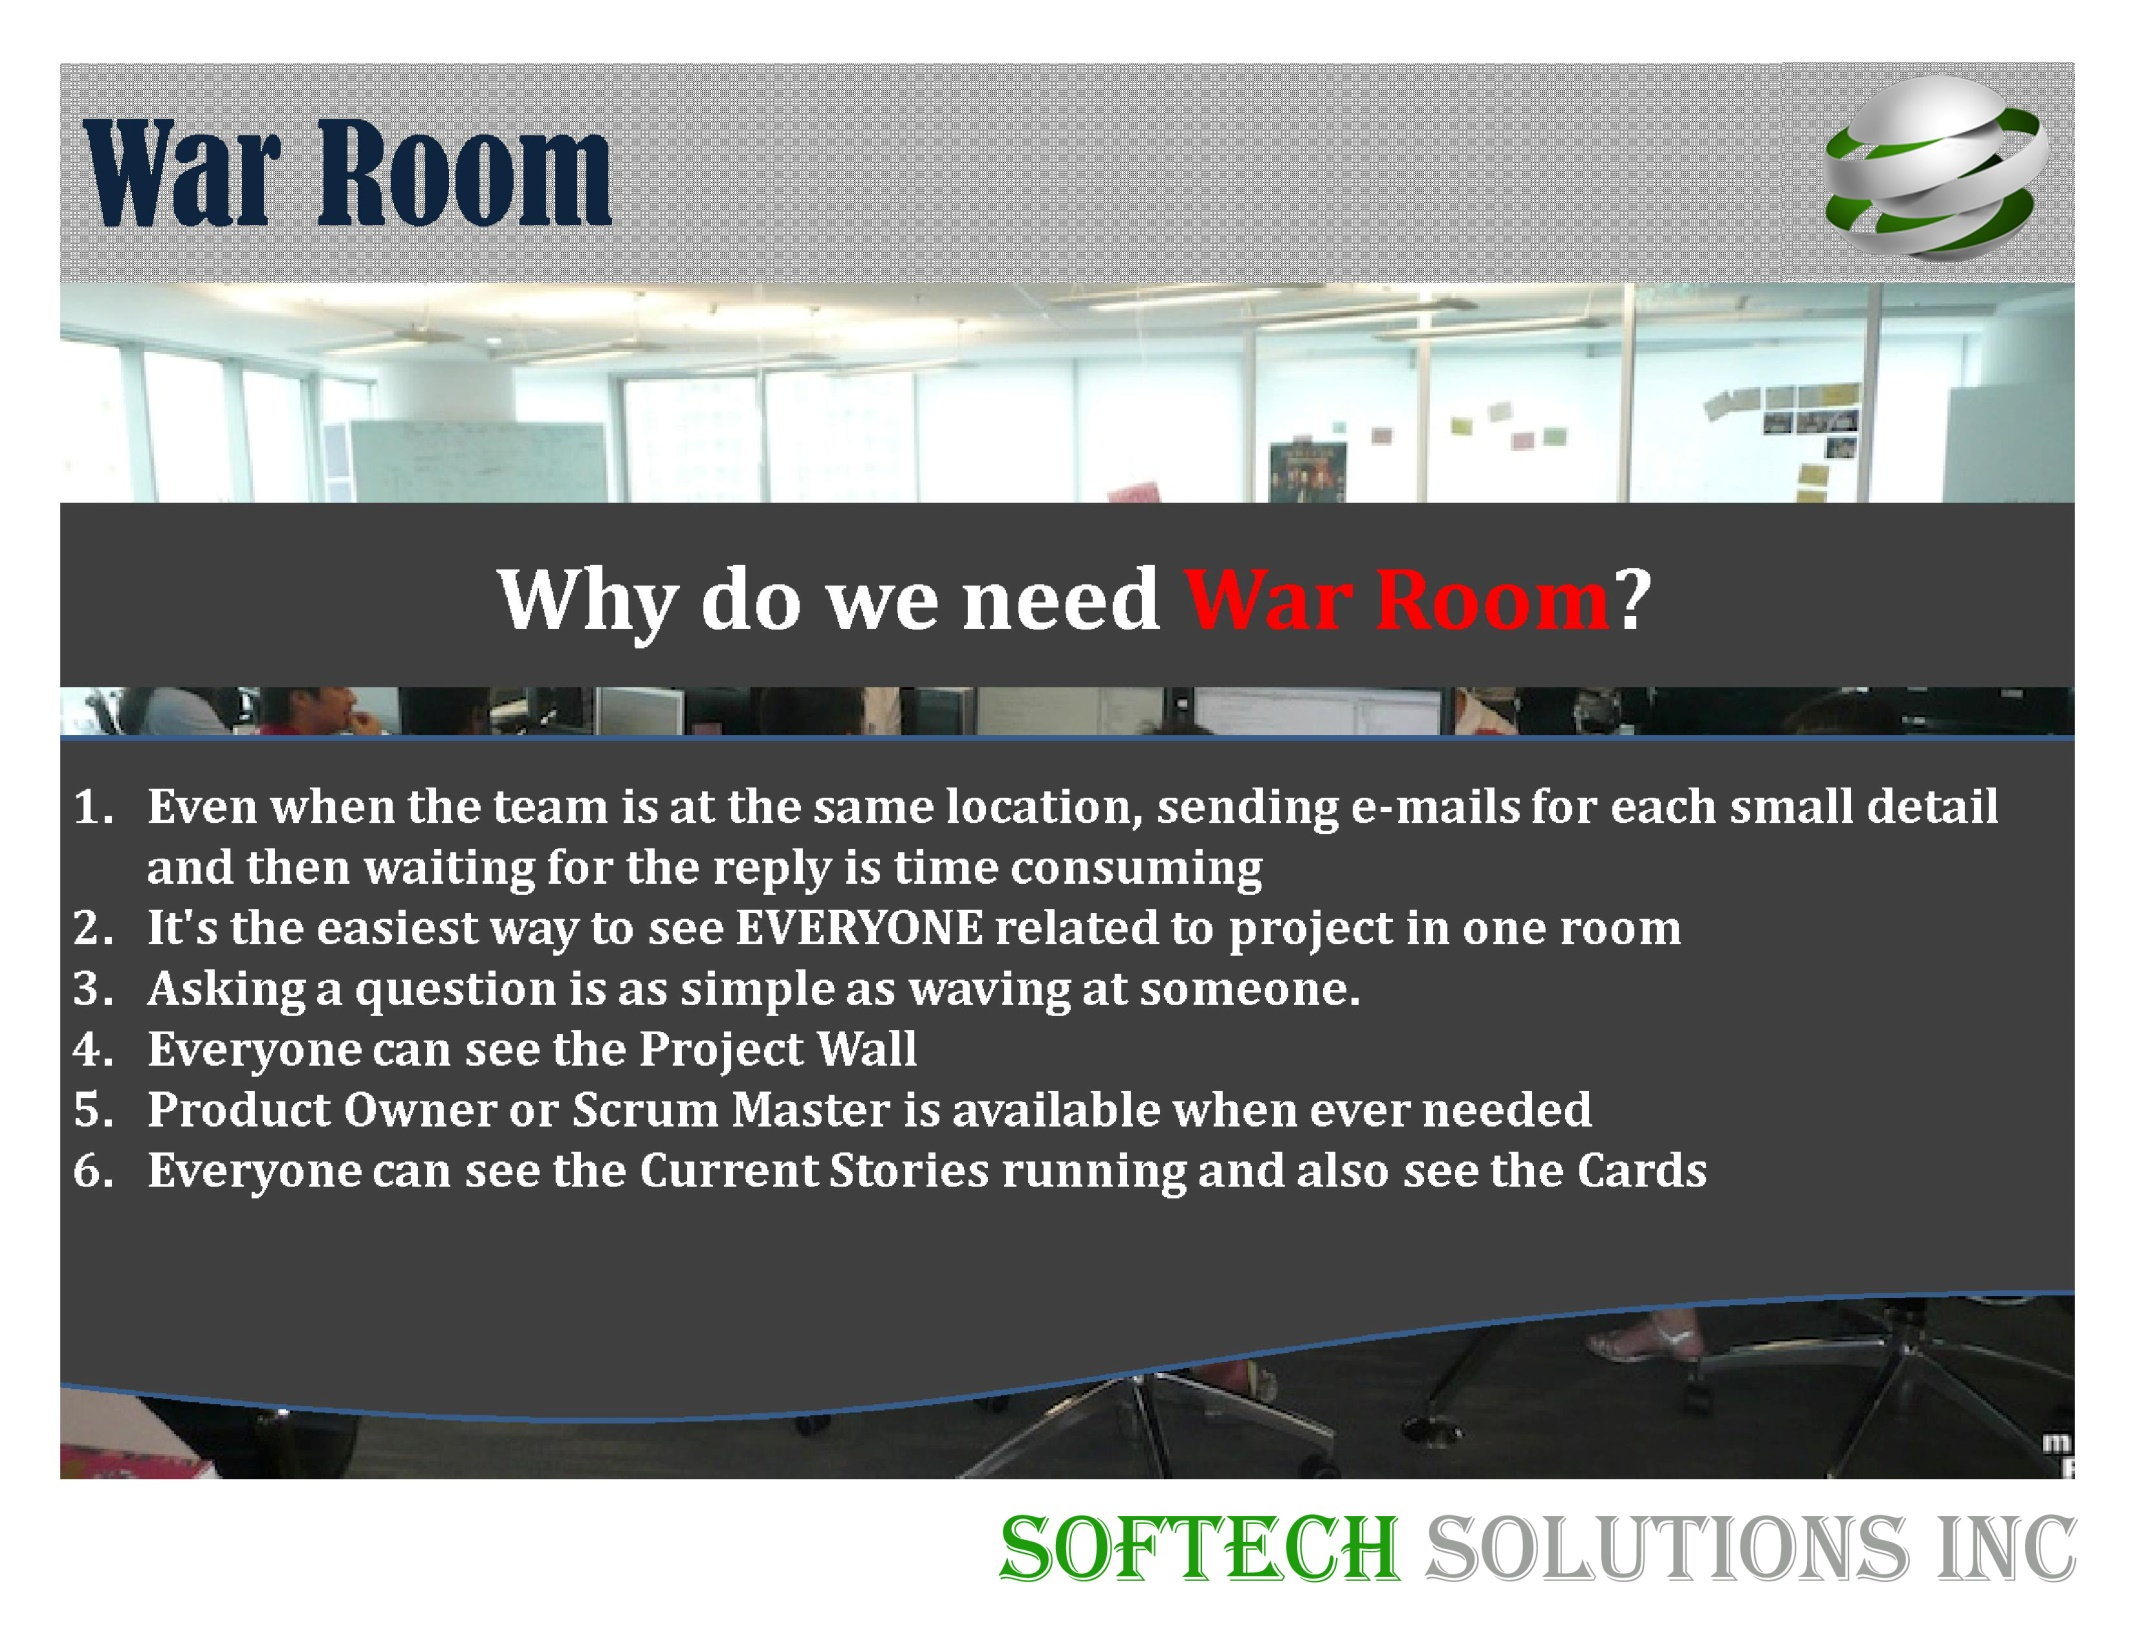 War Room
Why do we need War Room?
1. Even when the team is at the same location, sending e-mails for each small detail
and then waiting for the reply is time consuming
2. It's the easiest way to see EVERYONE related to project in one room
3. Asking a question is as simple as waving at someone.
4. Everyone can see the Project Wall
5. Product Owner or Scrum Master is available when ever needed
6. Everyone can see the Current Stories running and also see the Cards
m
SOFTECH SOLUTIONS INC